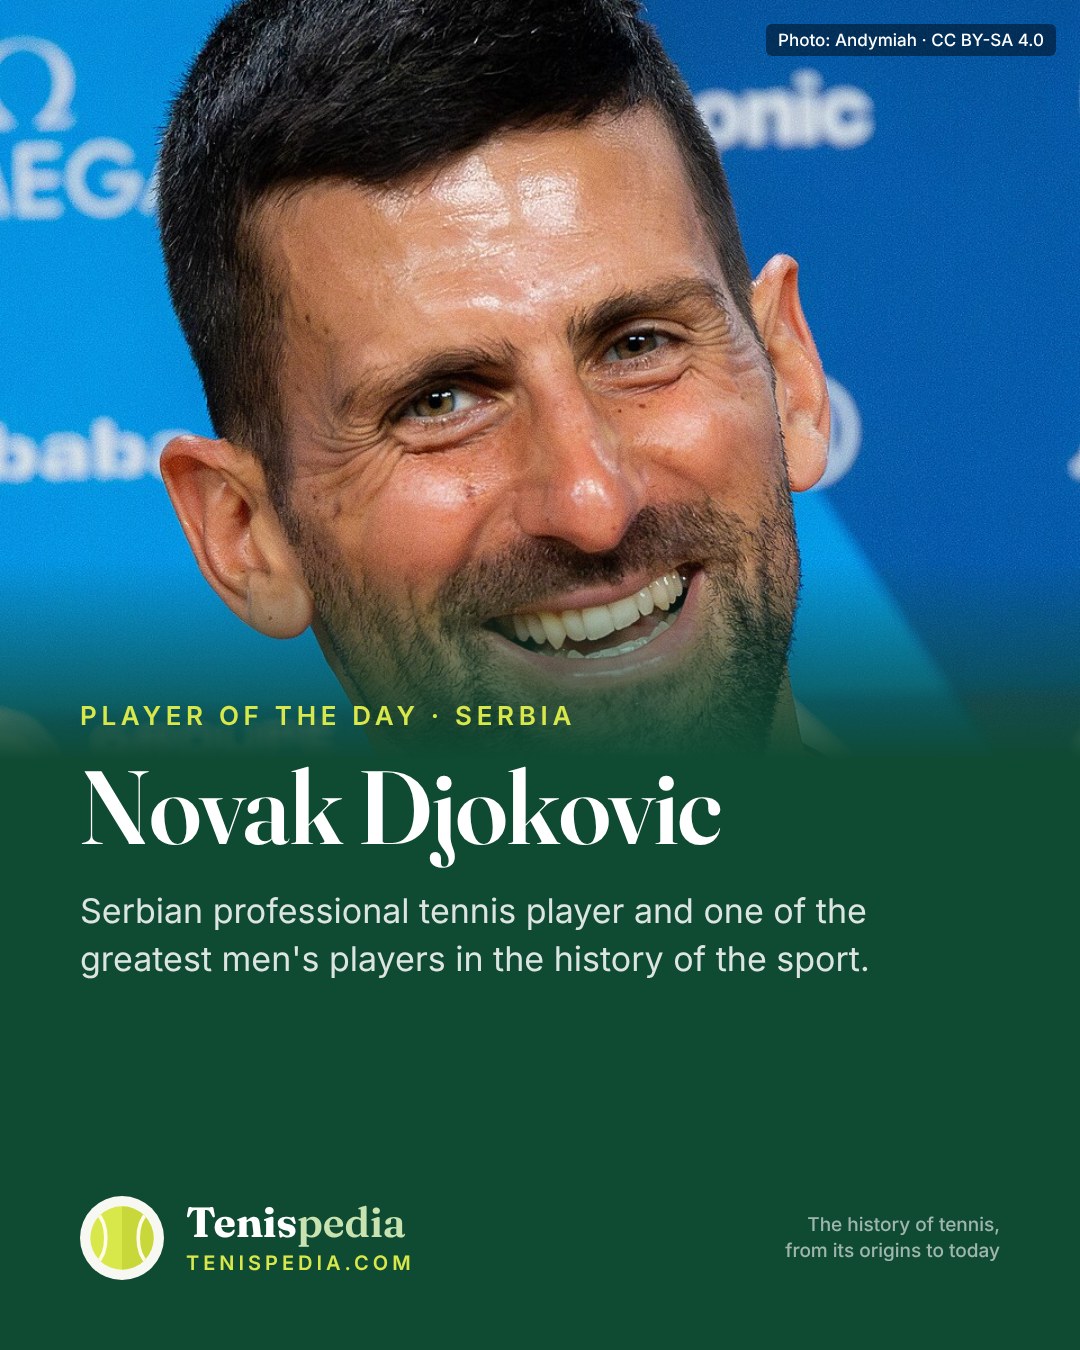 Photo: Andymiah · CC BY-SA 4.0
PLAYER OF THE DAY · SERBIA
Novak Djokovic
Serbian professional tennis player and one of the
greatest men's players in the history of the sport.
Tenispedia
TENISPEDIA.COM
The history of tennis,
from its origins to today